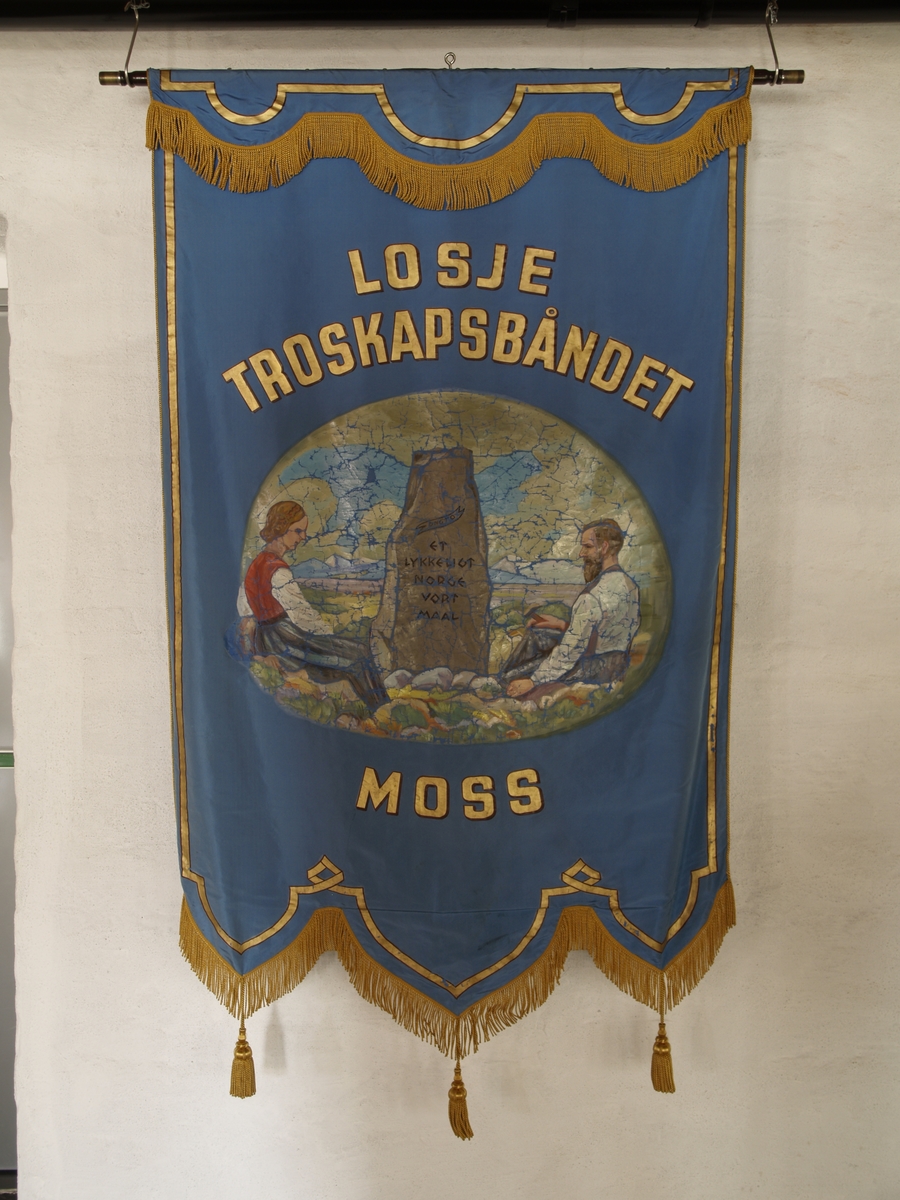 LOSJE
TROSKAPSBÅNDET
ET
LYKKELIGT
NORGE
VORT
MAAL
MOSS